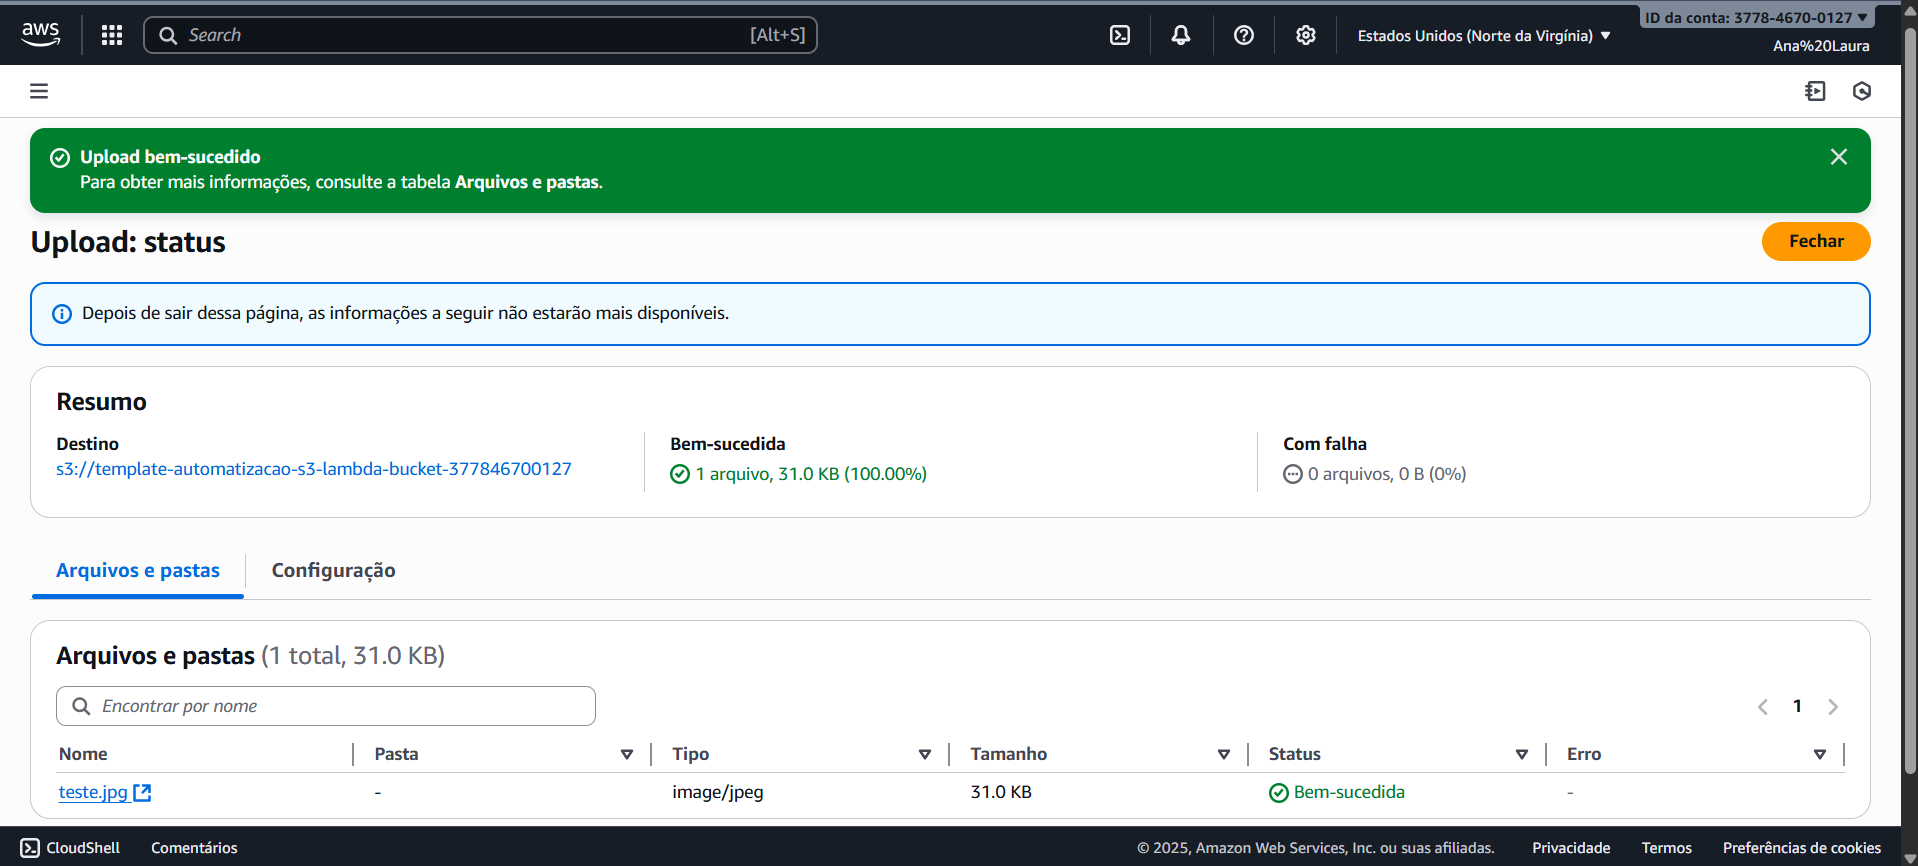 aws
Search
[Alt+S]
Estados Unidos (Norte da Virgínia)
ID da conta: 3778-4670-0127
Ana%20Laura
Upload bem-sucedido
Para obter mais informações, consulte a tabela Arquivos e pastas.
Upload: status
Fechar
Depois de sair dessa página, as informações a seguir não estarão mais disponíveis.
Resumo
Destino
s3://template-automatizacao-s3-lambda-bucket-377846700127
Bem-sucedida
1 arquivo, 31.0 KB (100.00%)
Com falha
0 arquivos, 0 B (0%)
Arquivos e pastas
Configuração
Arquivos e pastas (1 total, 31.0 KB)
Encontrar por nome
1
Nome Pasta Tipo Tamanho Status Erro
teste.jpg - image/jpeg 31.0 KB Bem-sucedida -
CloudShell Comentários © 2025, Amazon Web Services, Inc. ou suas afiliadas. Privacidade Termos Preferências de cookies